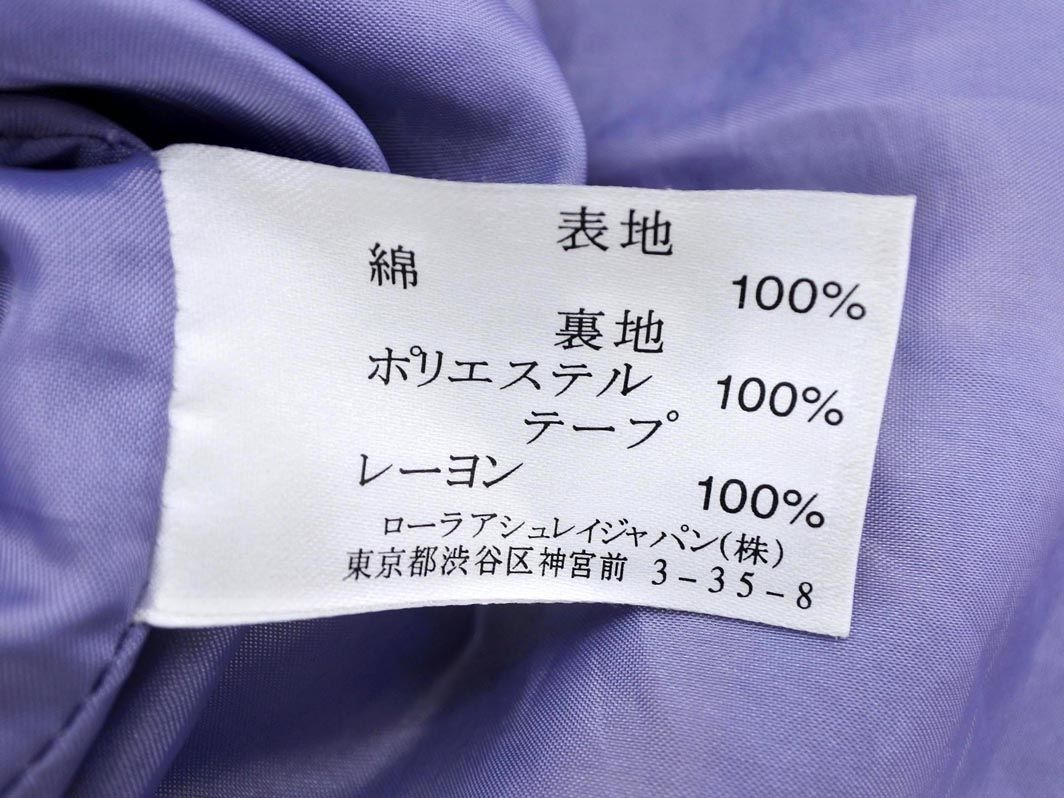 表地
綿 100%
裏地
ポリエステル 100%
テープ
レーヨン 100%
ローラアシュレイジャパン(株)
東京都渋谷区神宮前 3-35-8